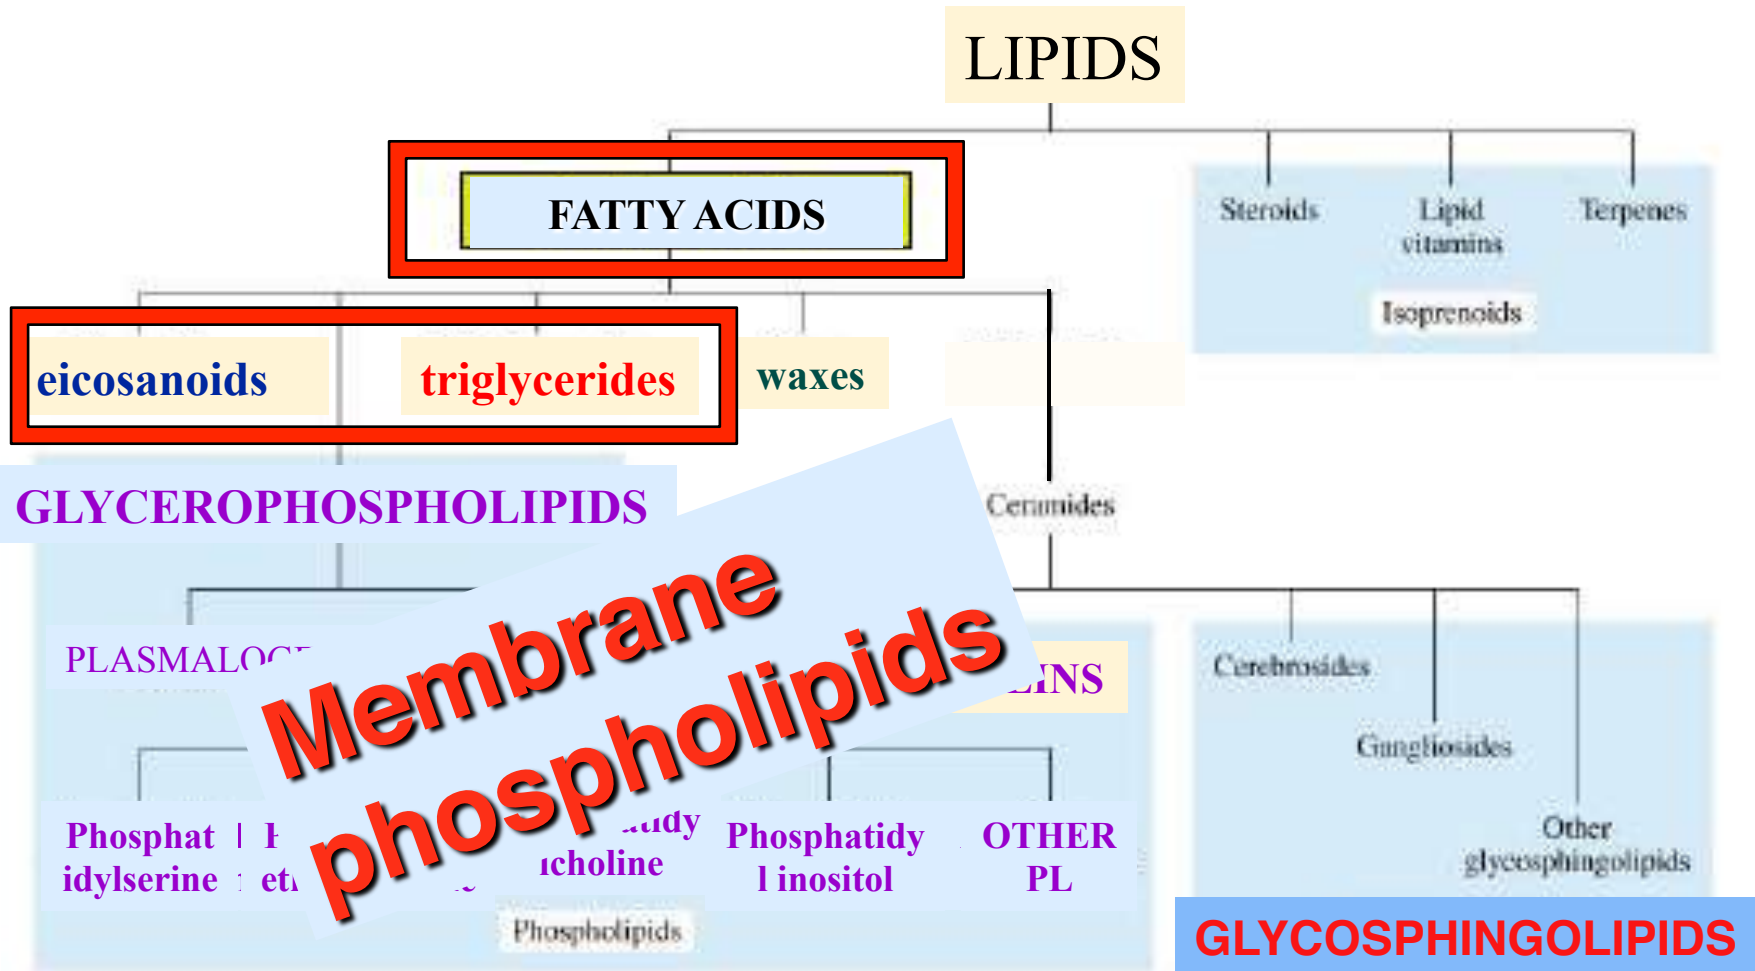 LIPIDS
FATTY ACIDS
Steroids
Lipid
vitamins
Terpenes
Isoprenoids
eicosanoids
triglycerides
waxes
GLYCEROPHOSPHOLIPIDS
Ceramides
Membrane
phospholipids
Cerebrosides
Gangliosides
Phosphat
idylserine
icholine
Phosphatidy
l inositol
OTHER
PL
Other
glycosphingolipids
Phospholipids
GLYCOSPHINGOLIPIDS